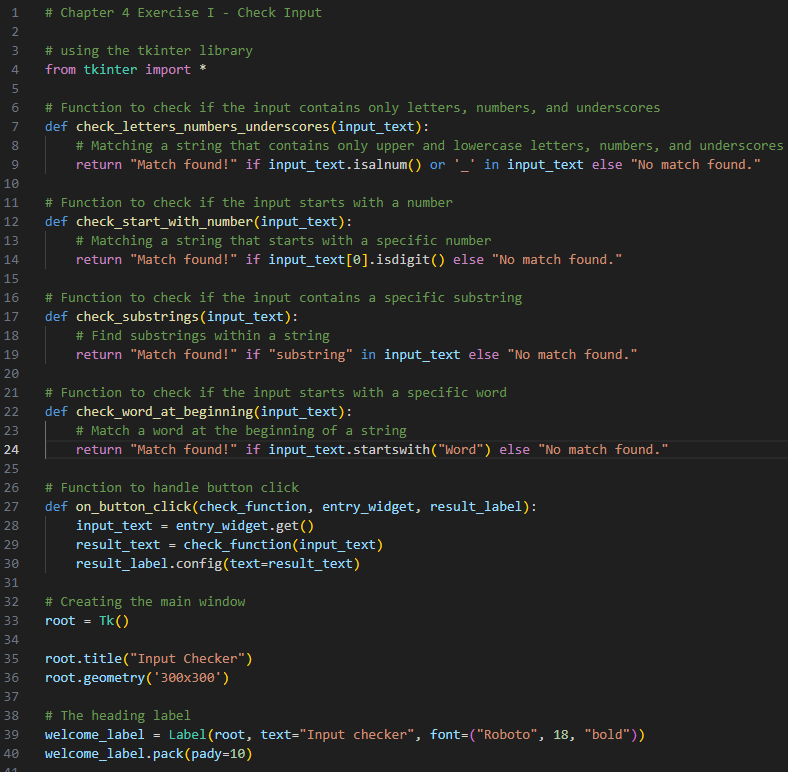 1 # Chapter 4 Exercise I - Check Input
2
3 # using the tkinter library
4 from tkinter import *
5
6 # Function to check if the input contains only letters, numbers, and underscores
7 def check_letters_numbers_underscores(input_text):
8     # Matching a string that contains only upper and lowercase letters, numbers, and underscores
9     return "Match found!" if input_text.isalnum() or '_' in input_text else "No match found."
10
11 # Function to check if the input starts with a number
12 def check_start_with_number(input_text):
13     # Matching a string that starts with a specific number
14     return "Match found!" if input_text[0].isdigit() else "No match found."
15
16 # Function to check if the input contains a specific substring
17 def check_substrings(input_text):
18     # Find substrings within a string
19     return "Match found!" if "substring" in input_text else "No match found."
20
21 # Function to check if the input starts with a specific word
22 def check_word_at_beginning(input_text):
23     # Match a word at the beginning of a string
24     return "Match found!" if input_text.startswith("Word") else "No match found."
25
26 # Function to handle button click
27 def on_button_click(check_function, entry_widget, result_label):
28     input_text = entry_widget.get()
29     result_text = check_function(input_text)
30     result_label.config(text=result_text)
31
32 # Creating the main window
33 root = Tk()
34
35 root.title("Input Checker")
36 root.geometry('300x300')
37
38 # The heading label
39 welcome_label = Label(root, text="Input checker", font=("Roboto", 18, "bold"))
40 welcome_label.pack(pady=10)
41